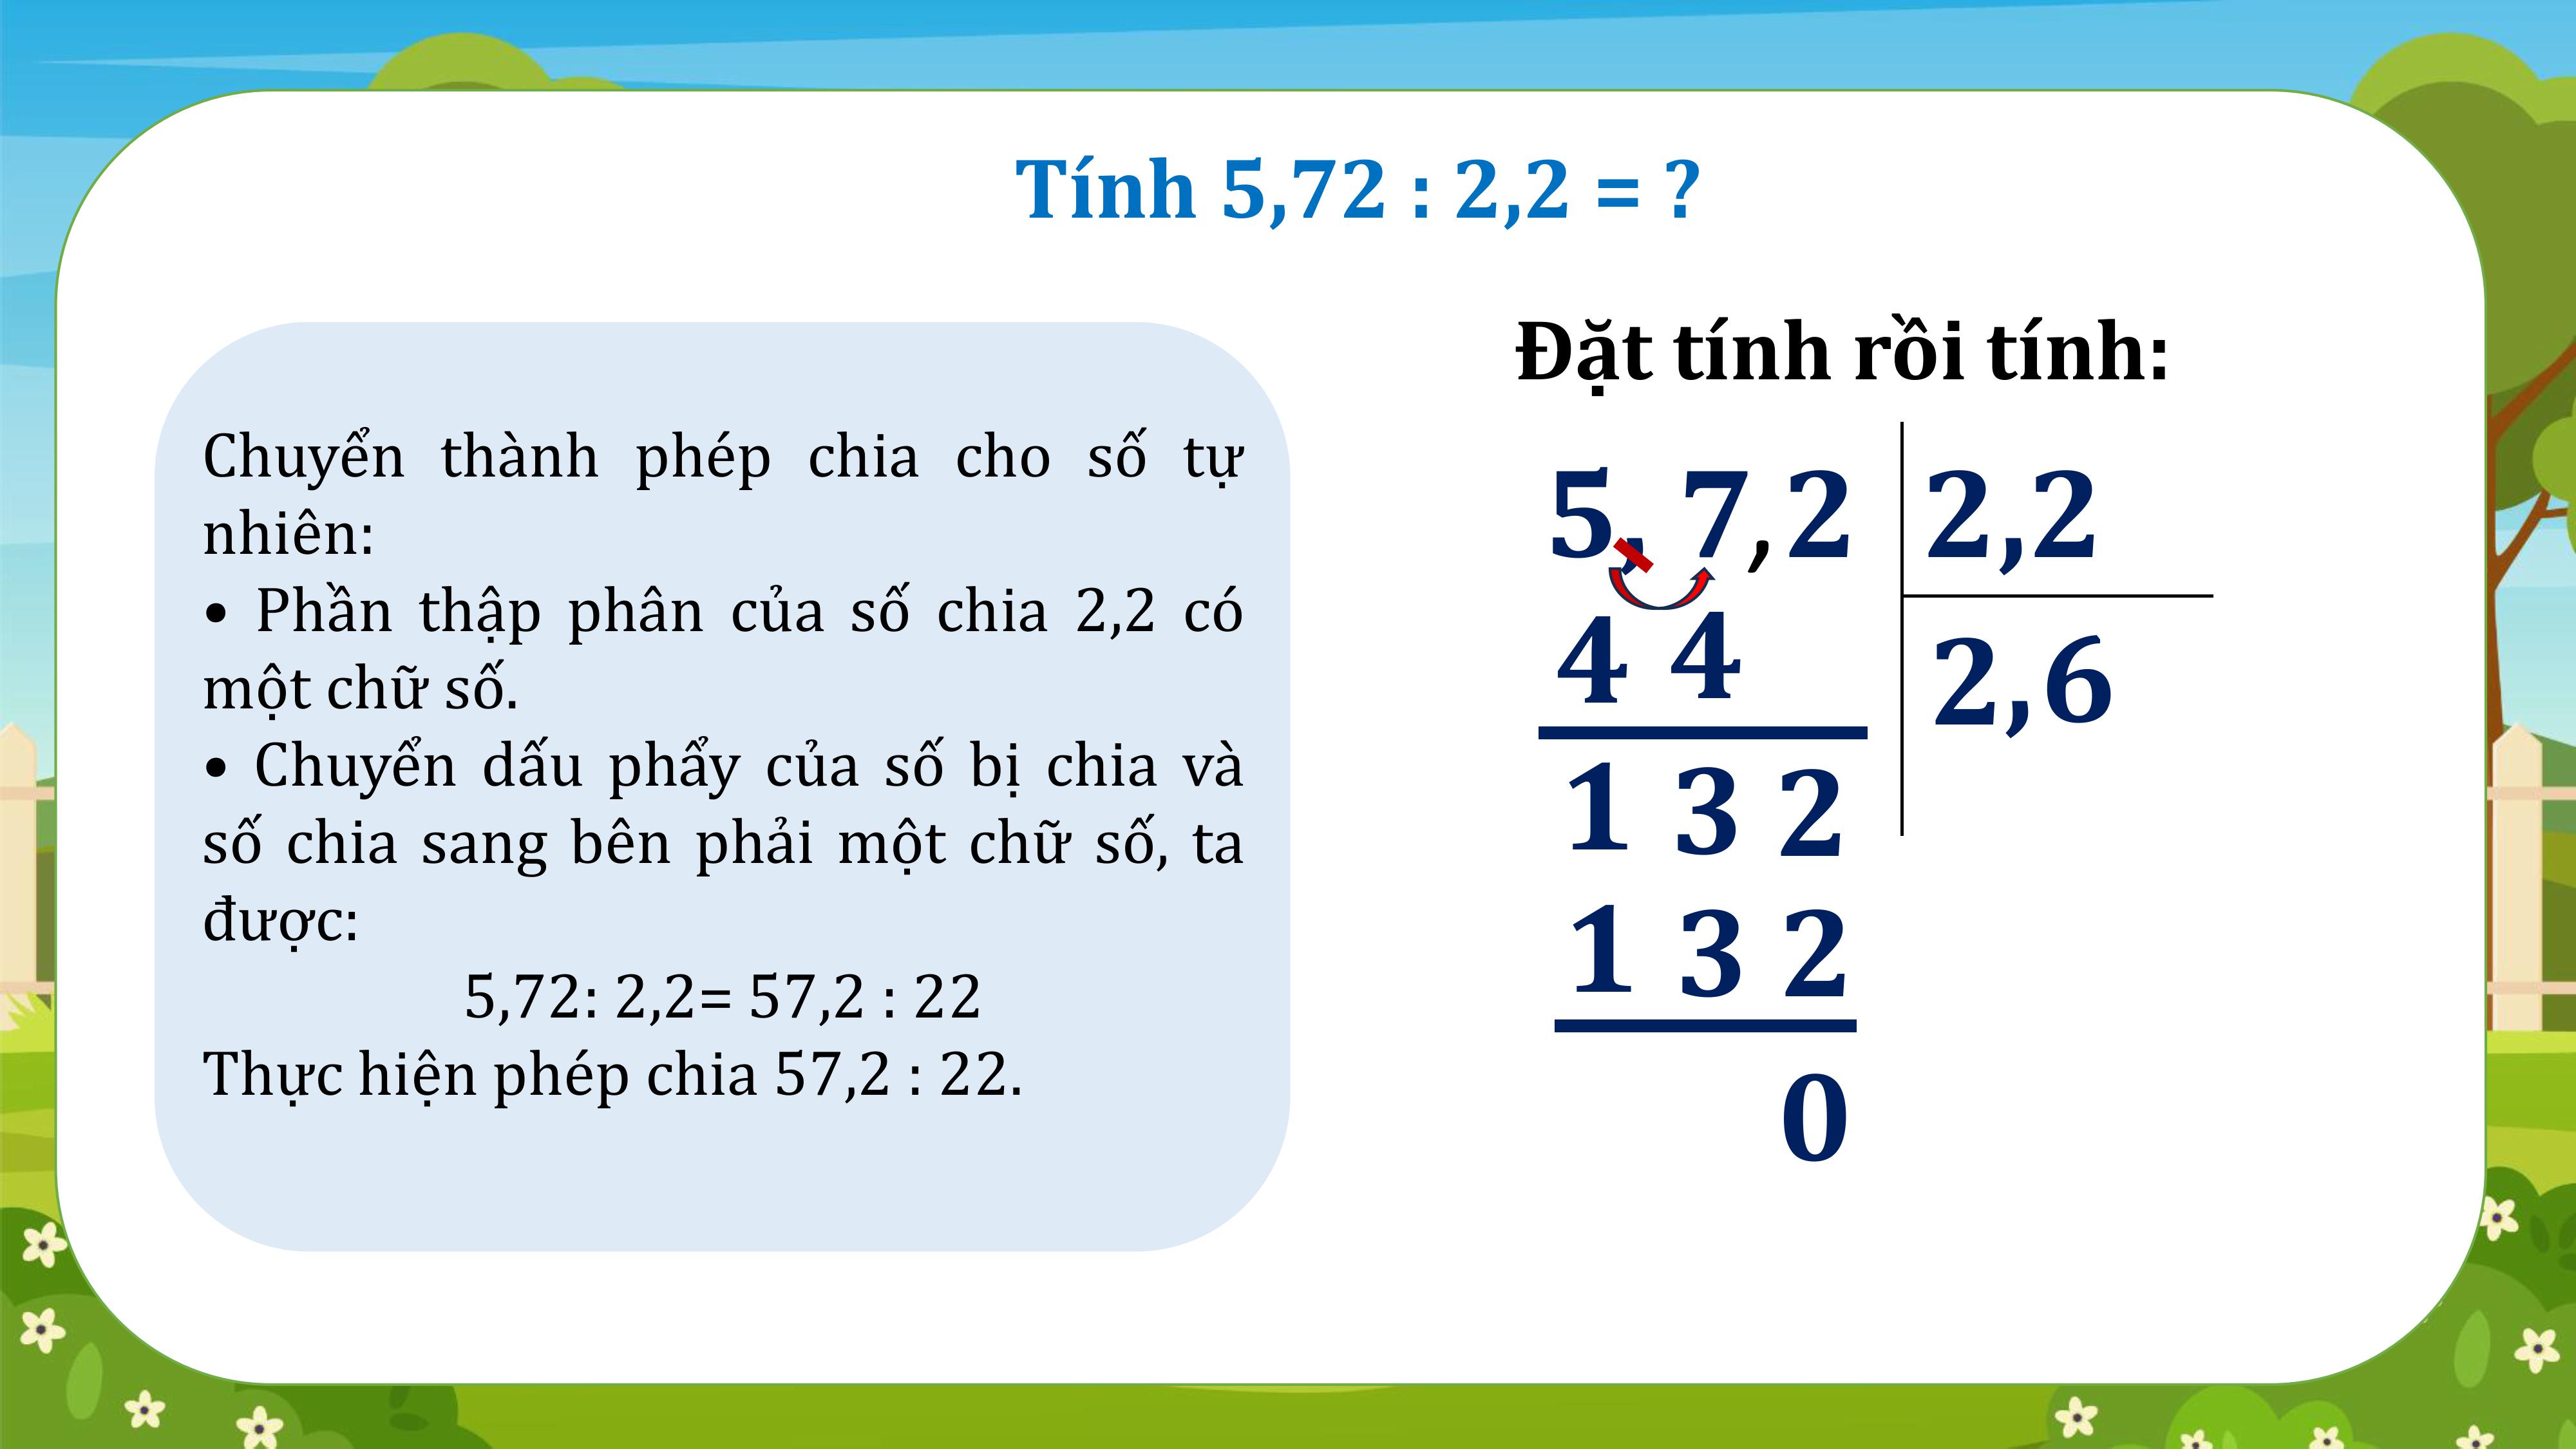 Tính 5,72 : 2,2 = ?
Chuyển thành phép chia cho số tự
nhiên:
• Phần thập phân của số chia 2,2 có
một chữ số.
• Chuyển dấu phẩy của số bị chia và
số chia sang bên phải một chữ số, ta
được:
5,72: 2,2= 57,2 : 22
Thực hiện phép chia 57,2 : 22.
Đặt tính rồi tính:
5, 7,2 2,2
4 4
2,6
1 3 2
1 3 2
0